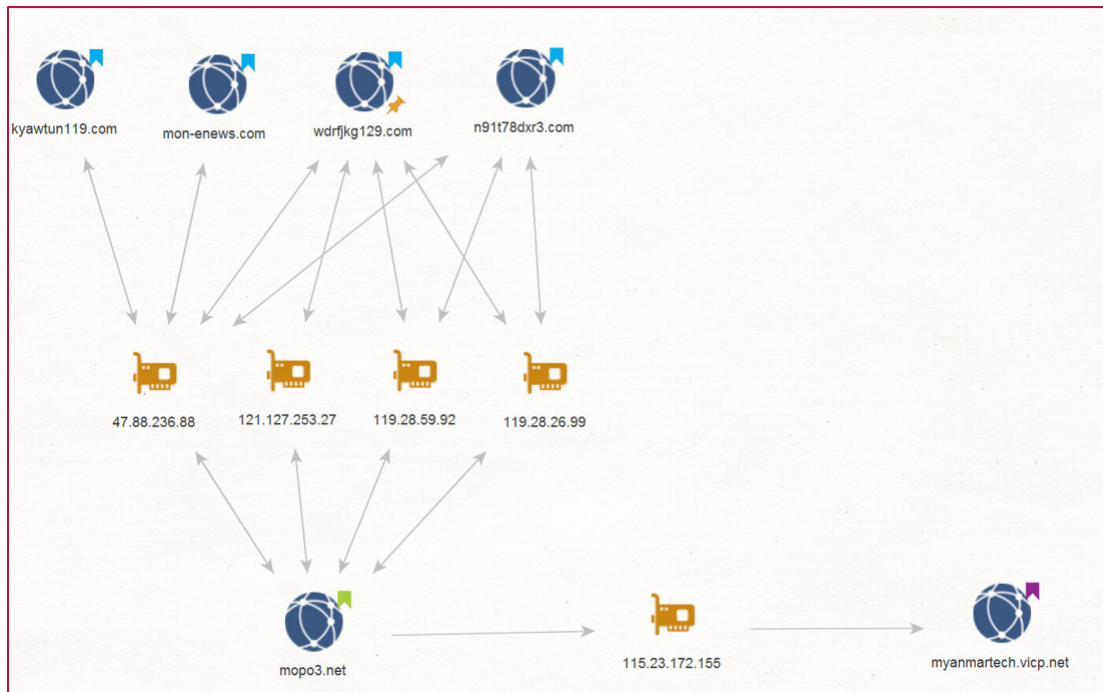 kyawtun119.com
mon-enews.com
wdrfjkg129.com
n91t78dxr3.com
47.88.236.88
121.127.253.27
119.28.59.92
119.28.26.99
mopo3.net
115.23.172.155
myanmartech.vicp.net